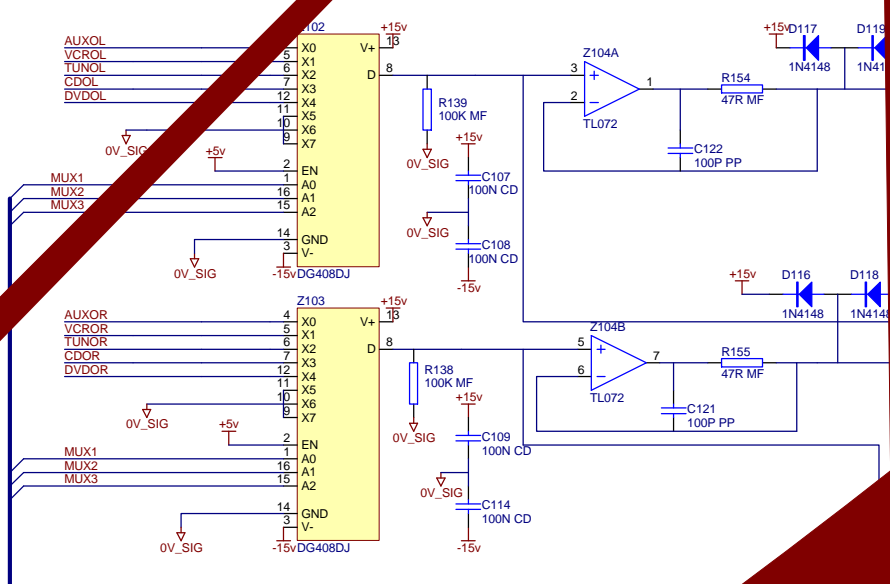 Z102
AUXOL
VCROL
TUNOL
CDOL
DVDOL
5
6
7
12
11
10
9
X0
X1
X2
X3
X4
X5
X6
X7
V+
13
+15v
D
8
0V_SIG
+5v
2
EN
MUX1
1
A0
MUX2
16
A1
MUX3
15
A2
14
GND
3
V-
0V_SIG
-15v
DG408DJ
R139
100K MF
0V_SIG
+15v
C107
100N CD
0V_SIG
C108
100N CD
-15v
Z104A
3
2
1
TL072
R154
47R MF
C122
100P PP
+15v
D117
1N4148
D119
1N41
Z103
AUXOR
VCROR
TUNOR
CDOR
DVDOR
4
5
6
7
12
11
10
9
X0
X1
X2
X3
X4
X5
X6
X7
V+
13
+15v
D
8
0V_SIG
+5v
2
EN
MUX1
1
A0
MUX2
16
A1
MUX3
15
A2
14
GND
3
V-
0V_SIG
-15v
DG408DJ
R138
100K MF
0V_SIG
+15v
C109
100N CD
0V_SIG
C114
100N CD
-15v
Z104B
5
6
7
TL072
R155
47R MF
C121
100P PP
+15v
D116
1N4148
D118
1N4148